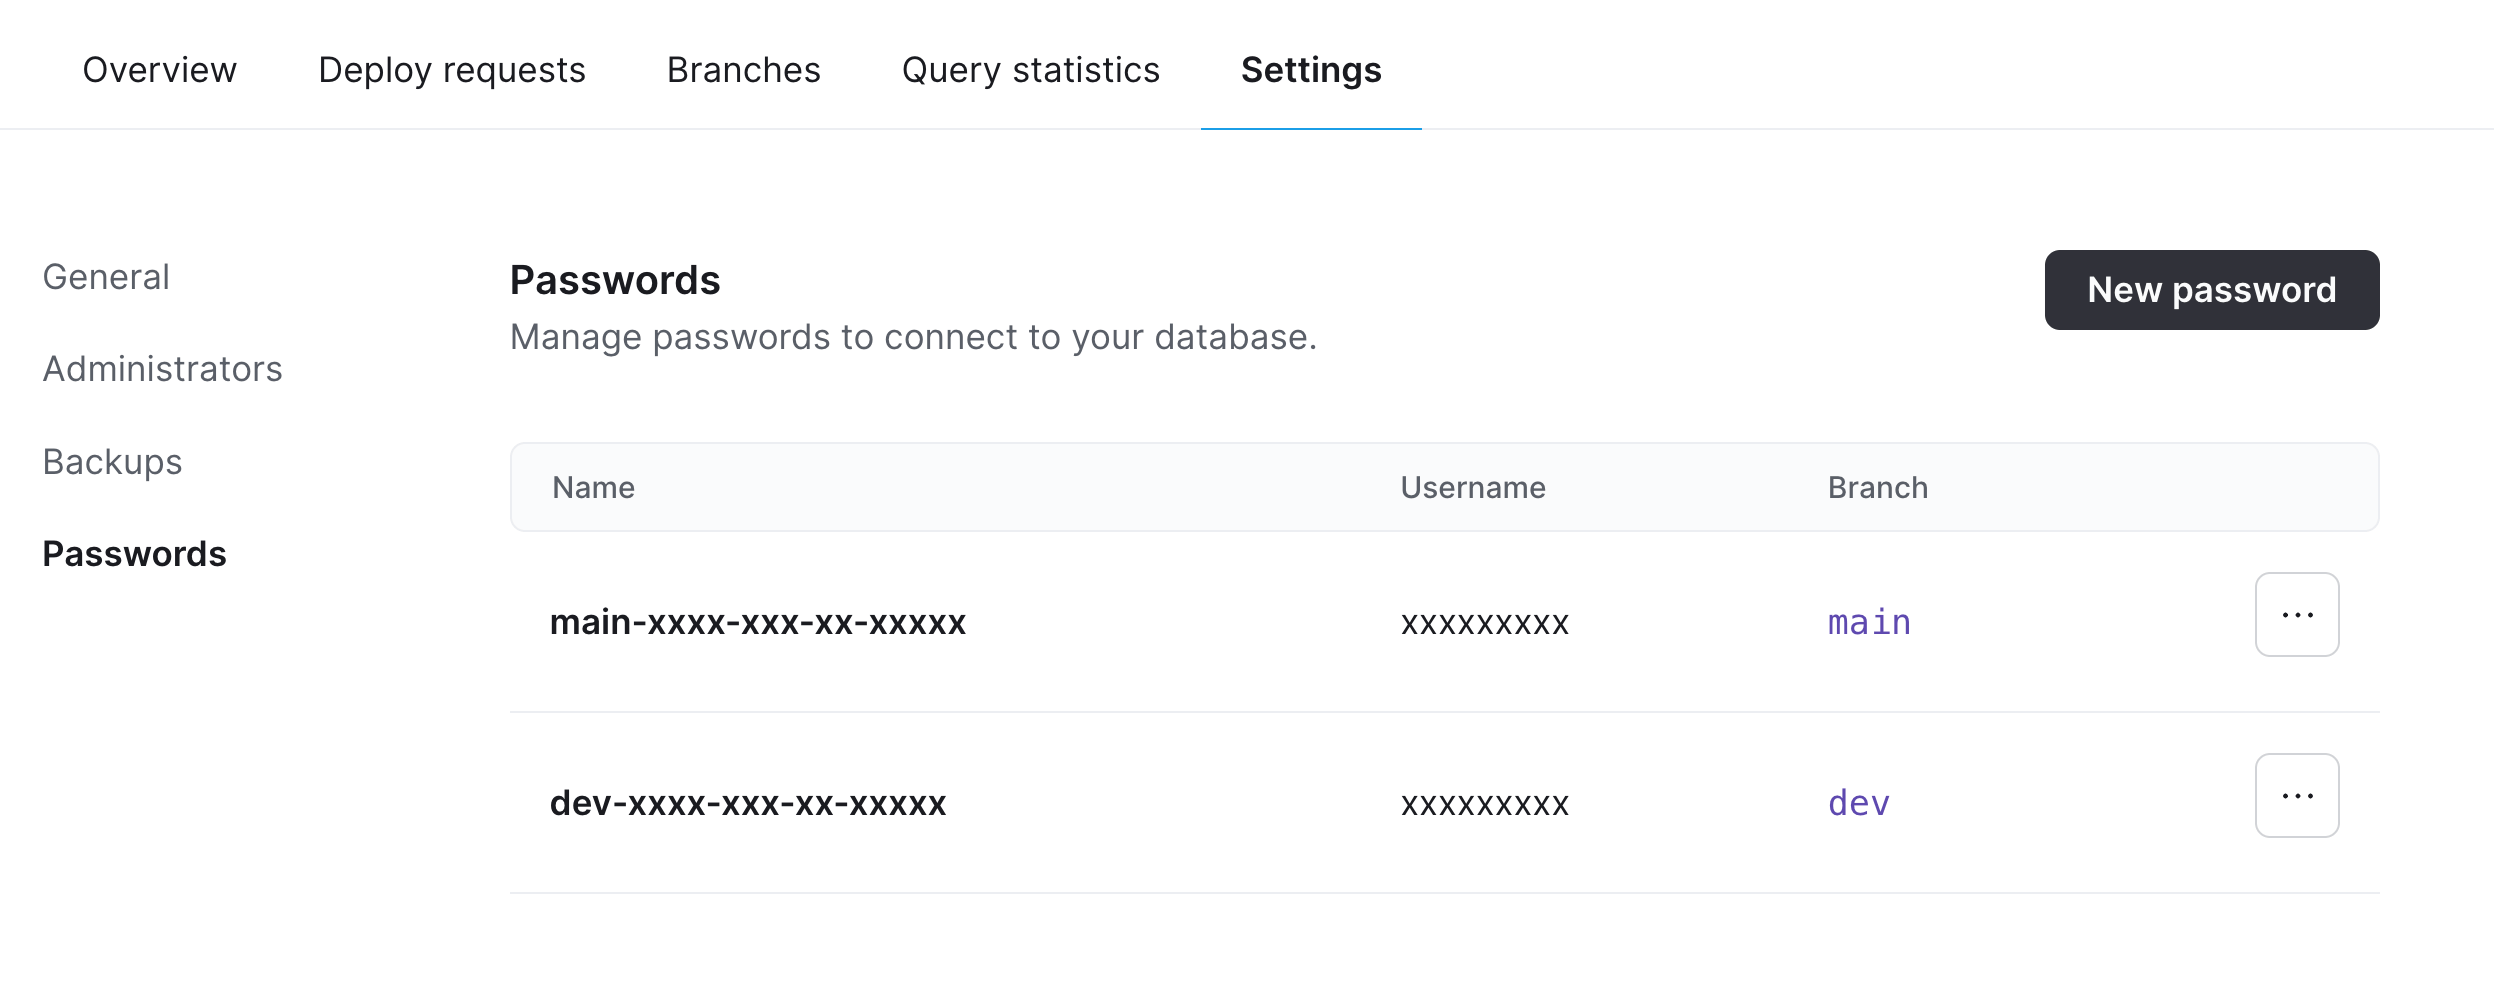 Overview Deploy requests Branches Query statistics Settings
General
Administrators
Backups
Passwords
Passwords
Manage passwords to connect to your database.
New password
Name Username Branch
main-xxxx-xxx-xx-xxxxx xxxxxxxxx main ...
dev-xxxx-xxx-xx-xxxxx xxxxxxxxx dev ...